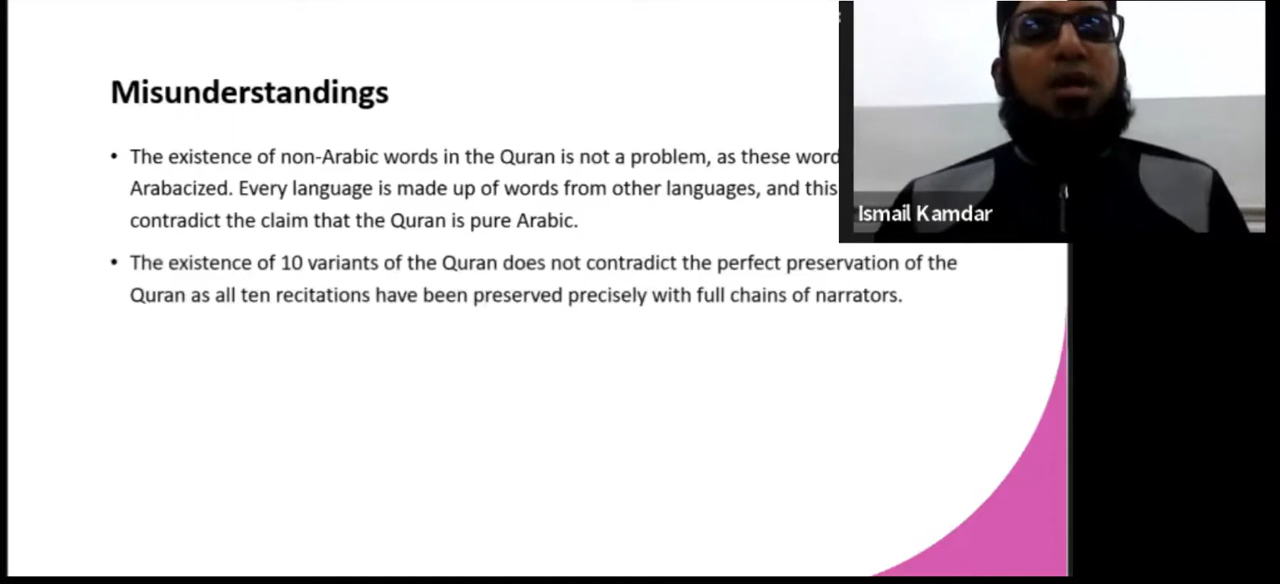 Misunderstandings
• The existence of non-Arabic words in the Quran is not a problem, as these word
Arabacized. Every language is made up of words from other languages, and this
contradict the claim that the Quran is pure Arabic.
• The existence of 10 variants of the Quran does not contradict the perfect preservation of the
Quran as all ten recitations have been preserved precisely with full chains of narrators.
Ismail Kamdar